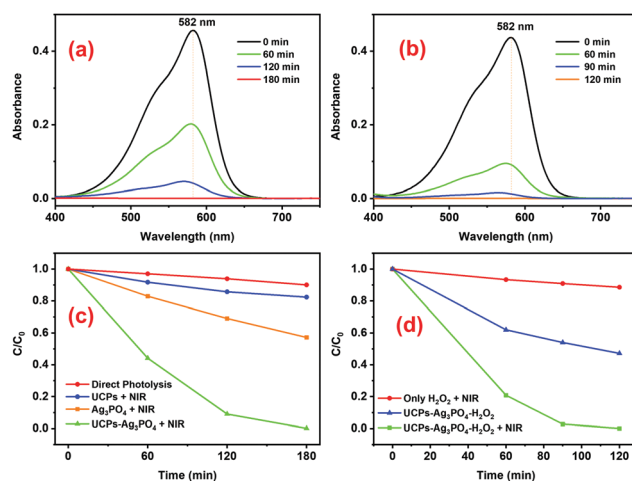 582 nm
(a)
0 min
60 min
120 min
180 min
Absorbance
0.4
0.2
0.0
400
500
600
700
Wavelength (nm)
582 nm
(b)
0 min
60 min
90 min
120 min
Absorbance
0.4
0.2
0.0
400
500
600
700
Wavelength (nm)
(c)
C/C₀
1.0
0.8
0.6
0.4
0.2
0.0
Direct Photolysis
UCPs + NIR
Ag₃PO₄ + NIR
UCPs-Ag₃PO₄ + NIR
0
60
120
180
Time (min)
(d)
C/C₀
1.0
0.8
0.6
0.4
0.2
0.0
Only H₂O₂ + NIR
UCPs-Ag₃PO₄-H₂O₂
UCPs-Ag₃PO₄-H₂O₂ + NIR
0
20
40
60
80
100
120
Time (min)